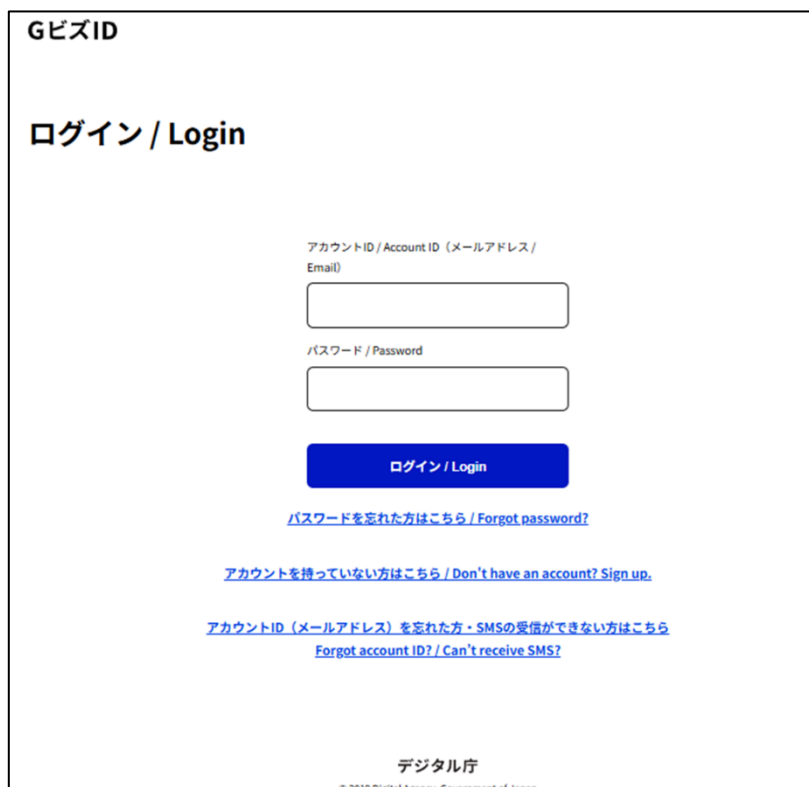 GビズID
ログイン / Login
アカウントID / Account ID（メールアドレス /
Email）
パスワード / Password
ログイン / Login
パスワードを忘れた方はこちら / Forgot password?
アカウントを持っていない方はこちら / Don't have an account? Sign up.
アカウントID（メールアドレス）を忘れた方・SMSの受信ができない方はこちら
Forgot account ID? / Can't receive SMS?
デジタル庁